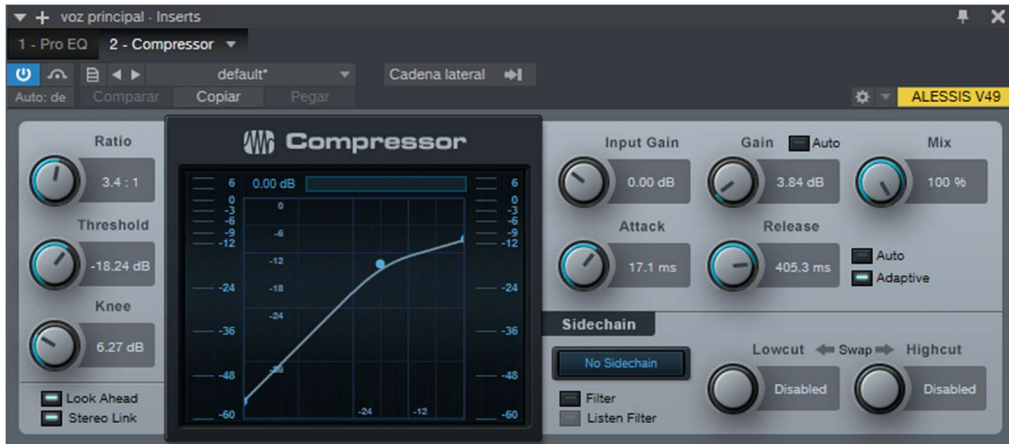 voz principal · Inserts
1 - Pro EQ 2 - Compressor
default* Cadena lateral
Auto: de Comparar Copiar Pegar ALESSIS V49
Ratio
3.4 : 1
Threshold
-18.24 dB
Knee
6.27 dB
Look Ahead
Stereo Link
Compressor
6 0.00 dB 6
0 0
-3 -3
-6 -6
-9 -9
-12 -12
-24 -24
-36 -36
-48 -48
-60 -60
0
-6
-12
-18
-24
-36
-24 -12
Input Gain Gain Auto Mix
0.00 dB 3.84 dB 100 %
Attack Release
17.1 ms 405.3 ms
Auto
Adaptive
Sidechain
No Sidechain
Filter
Listen Filter
Lowcut Swap Highcut
Disabled Disabled